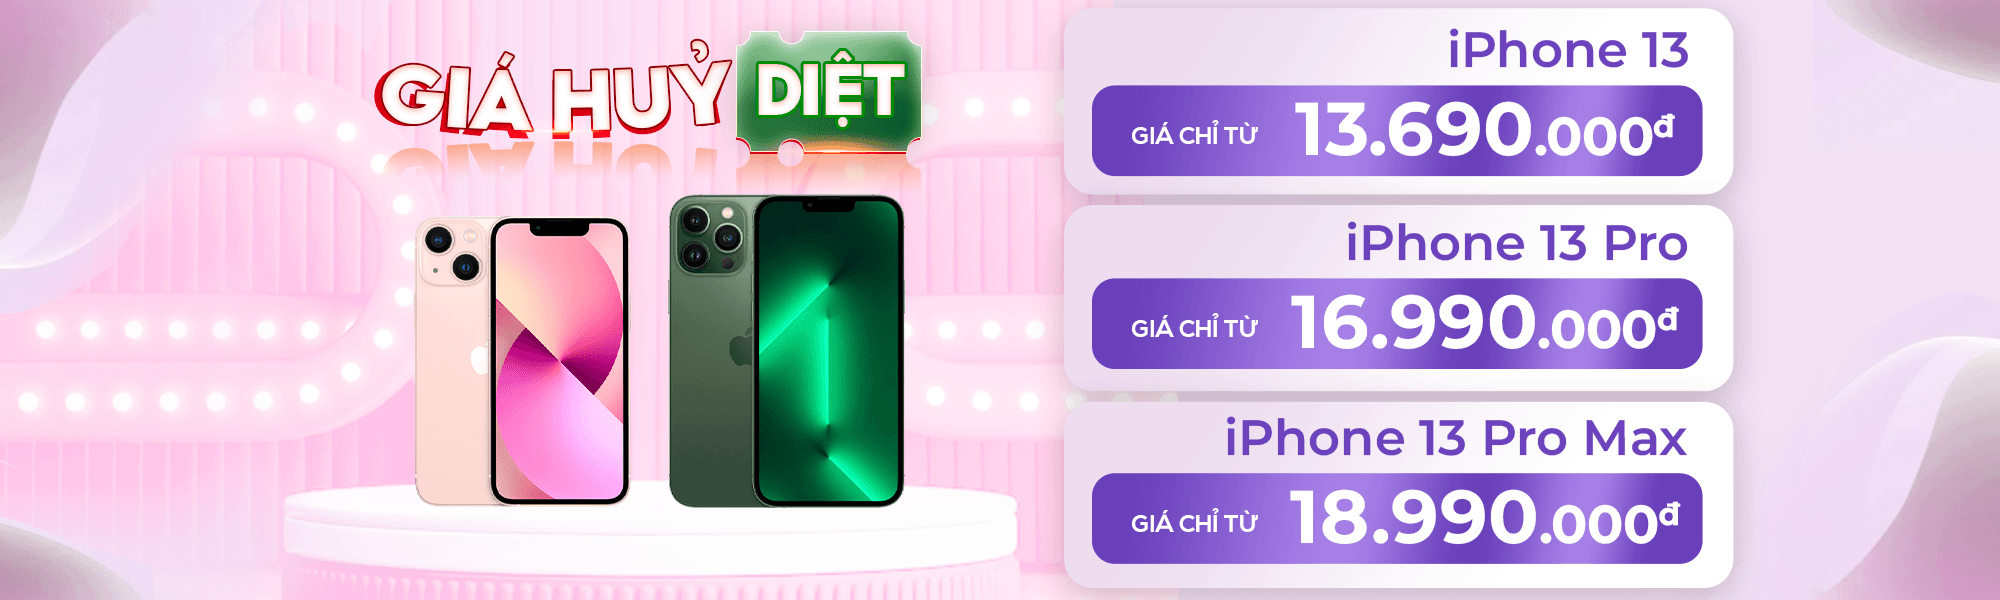 GIÁ HUỶ DIỆT
iPhone 13
GIÁ CHỈ TỪ 13.690.000đ
iPhone 13 Pro
GIÁ CHỈ TỪ 16.990.000đ
iPhone 13 Pro Max
GIÁ CHỈ TỪ 18.990.000đ